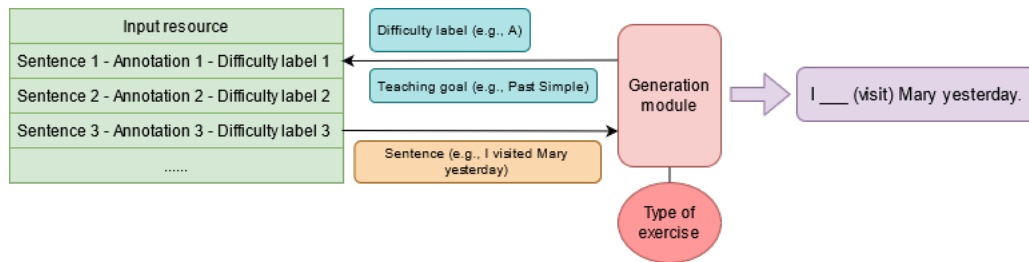 Input resource
Sentence 1 - Annotation 1 - Difficulty label 1
Sentence 2 - Annotation 2 - Difficulty label 2
Sentence 3 - Annotation 3 - Difficulty label 3
......
Difficulty label (e.g., A)
Teaching goal (e.g., Past Simple)
Sentence (e.g., I visited Mary
yesterday)
Generation
module
Type of
exercise
I ___ (visit) Mary yesterday.